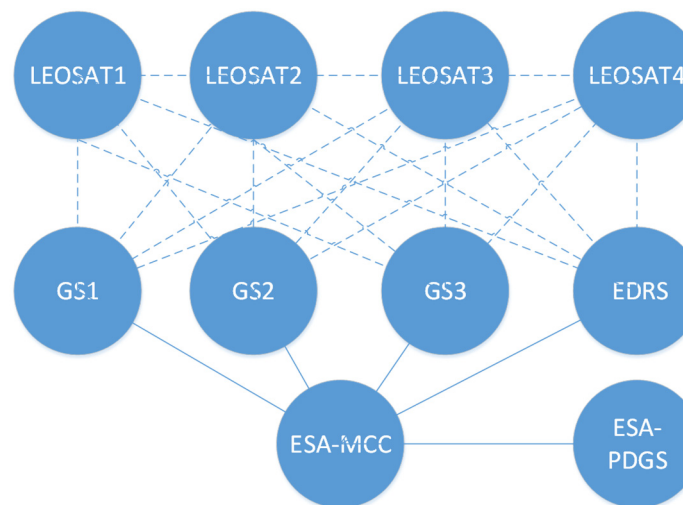 LEOSAT1
LEOSAT2
LEOSAT3
LEOSAT4
GS1
GS2
GS3
EDRS
ESA-MCC
ESA-
PDGS